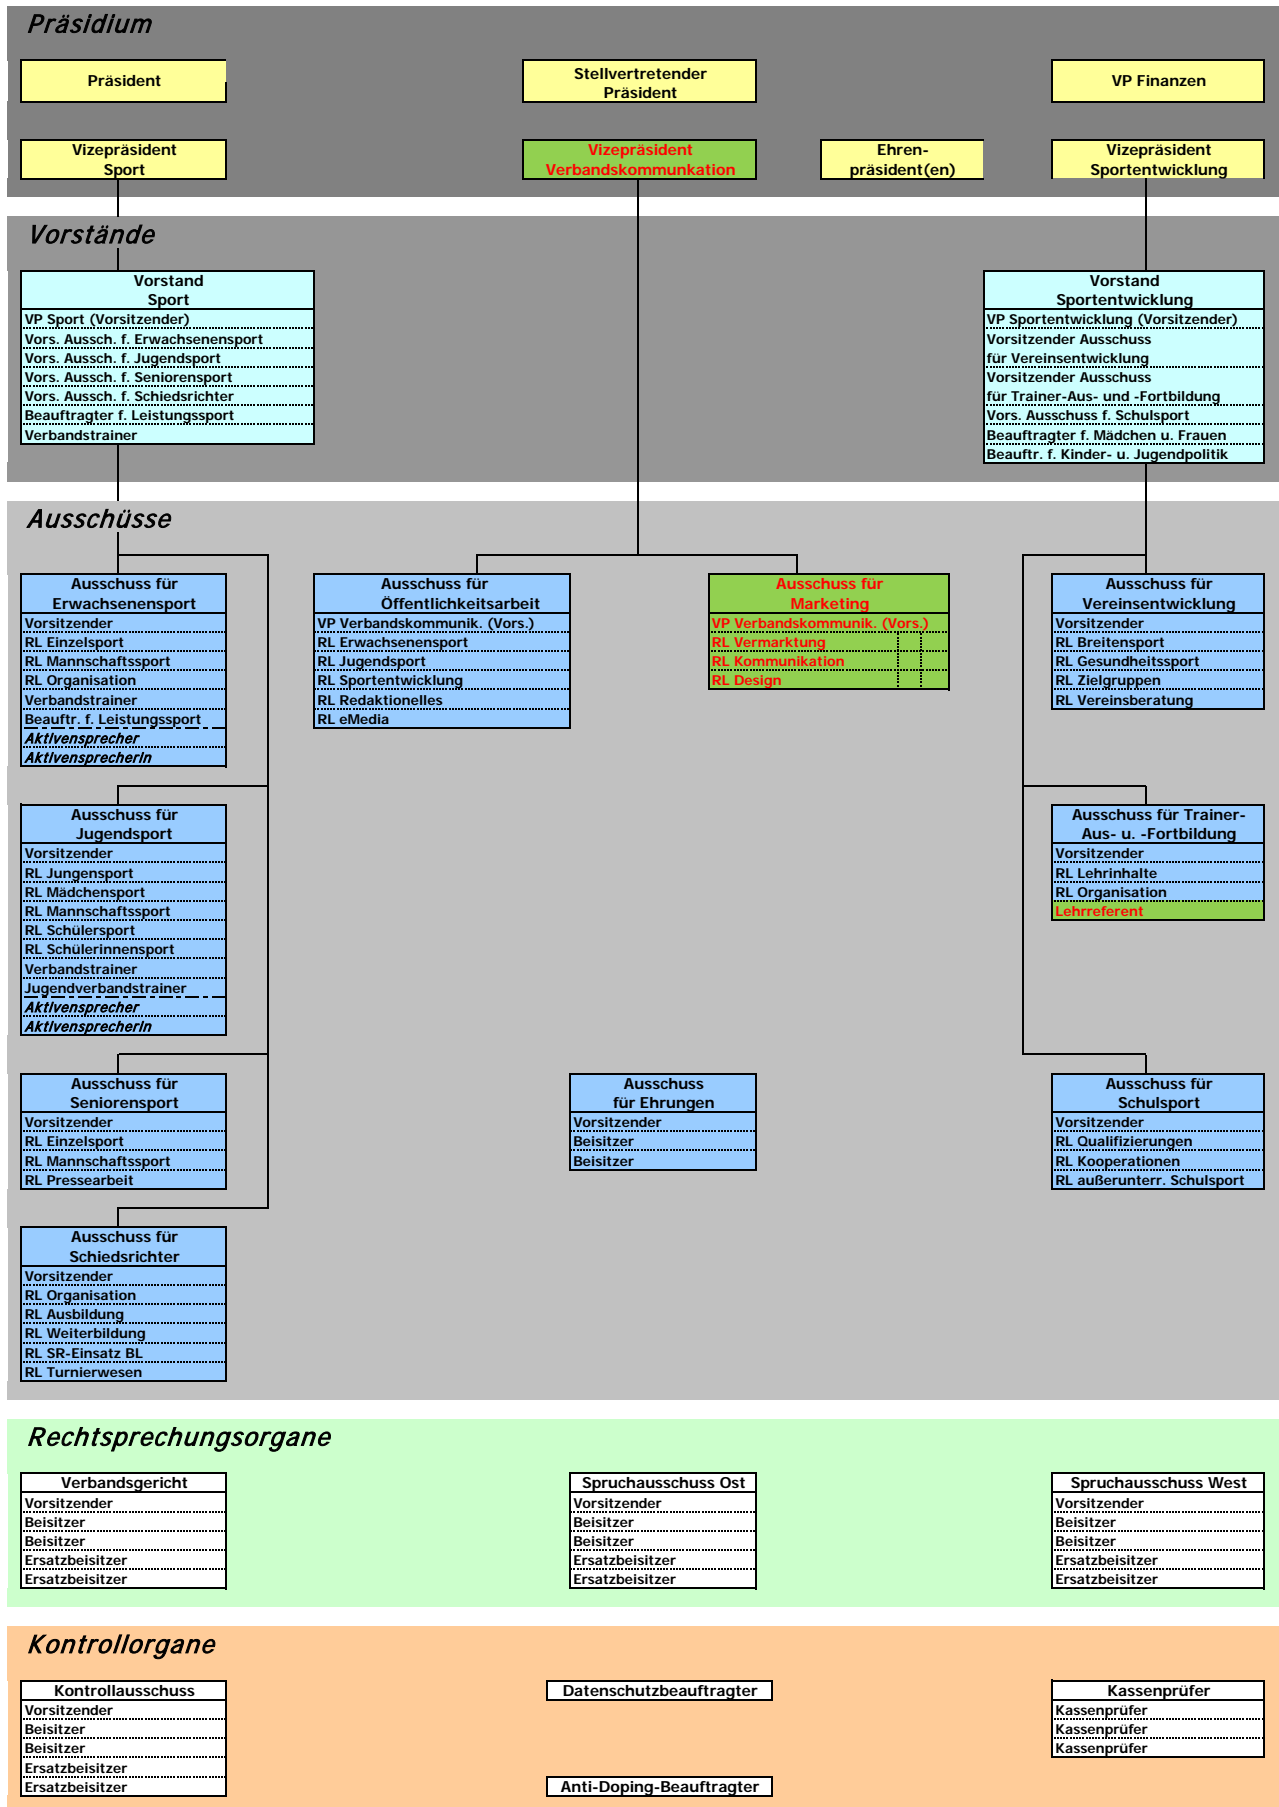 Präsidium
Präsident
Stellvertretender
Präsident
VP Finanzen
Vizepräsident
Sport
Vizepräsident
Verbandskommunkation
Ehren-
präsident(en)
Vizepräsident
Sportentwicklung
Vorstände
Vorstand
Sport
VP Sport (Vorsitzender)
Vors. Aussch. f. Erwachsenensport
Vors. Aussch. f. Jugendsport
Vors. Aussch. f. Seniorensport
Vors. Aussch. f. Schiedsrichter
Beauftragter f. Leistungssport
Verbandstrainer
Vorstand
Sportentwicklung
VP Sportentwicklung (Vorsitzender)
Vorsitzender Ausschuss
für Vereinsentwicklung
Vorsitzender Ausschuss
für Trainer-Aus- und -Fortbildung
Vors. Ausschuss f. Schulsport
Beauftragter f. Mädchen u. Frauen
Beauftr. f. Kinder- u. Jugendpolitik
Ausschüsse
Ausschuss für
Erwachsenensport
Vorsitzender
RL Einzelsport
RL Mannschaftssport
RL Organisation
Verbandstrainer
Beauftr. f. Leistungssport
Aktivensprecher
Aktivensprecherin
Ausschuss für
Öffentlichkeitsarbeit
VP Verbandskommunik. (Vors.)
RL Erwachsenensport
RL Jugendsport
RL Sportentwicklung
RL Redaktionelles
RL eMedia
Ausschuss für
Marketing
VP Verbandskommunik. (Vors.)
RL Vermarktung
RL Kommunikation
RL Design
Ausschuss für
Vereinsentwicklung
Vorsitzender
RL Breitensport
RL Gesundheitssport
RL Zielgruppen
RL Vereinsberatung
Ausschuss für
Jugendsport
Vorsitzender
RL Jungensport
RL Mädchensport
RL Mannschaftssport
RL Schülersport
RL Schülerinnensport
Verbandstrainer
Jugendverbandstrainer
Aktivensprecher
Aktivensprecherin
Ausschuss für Trainer-
Aus- u. -Fortbildung
Vorsitzender
RL Lehrinhalte
RL Organisation
Lehrreferent
Ausschuss für
Seniorensport
Vorsitzender
RL Einzelsport
RL Mannschaftssport
RL Pressearbeit
Ausschuss
für Ehrungen
Vorsitzender
Beisitzer
Beisitzer
Ausschuss für
Schulsport
Vorsitzender
RL Qualifizierungen
RL Kooperationen
RL außerunterr. Schulsport
Ausschuss für
Schiedsrichter
Vorsitzender
RL Organisation
RL Ausbildung
RL Weiterbildung
RL SR-Einsatz BL
RL Turnierwesen
Rechtsprechungsorgane
Verbandsgericht
Vorsitzender
Beisitzer
Beisitzer
Ersatzbeisitzer
Ersatzbeisitzer
Spruchausschuss Ost
Vorsitzender
Beisitzer
Beisitzer
Ersatzbeisitzer
Ersatzbeisitzer
Spruchausschuss West
Vorsitzender
Beisitzer
Beisitzer
Ersatzbeisitzer
Ersatzbeisitzer
Kontrollorgane
Kontrollausschuss
Vorsitzender
Beisitzer
Beisitzer
Ersatzbeisitzer
Ersatzbeisitzer
Datenschutzbeauftragter
Anti-Doping-Beauftragter
Kassenprüfer
Kassenprüfer
Kassenprüfer
Kassenprüfer